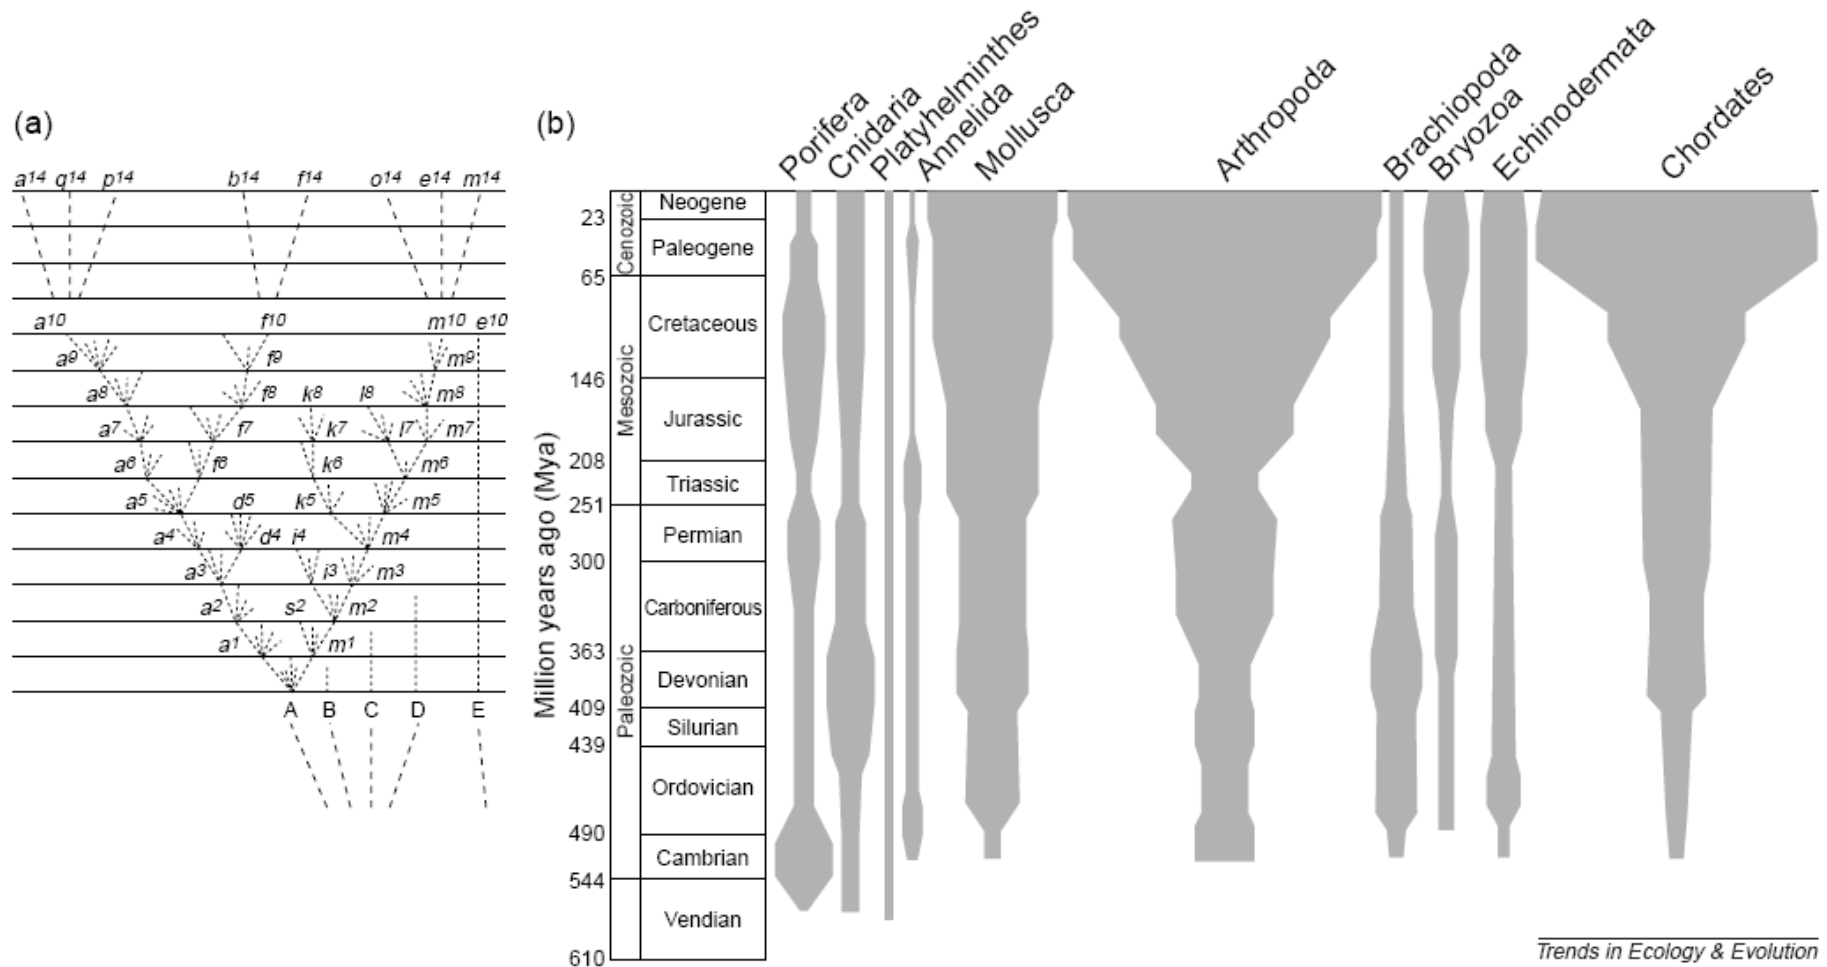 (a)
a14 q14 p14 b14 f14 o14 e14 m14
a10 f10 m10 e10
a9 f9 m9
a8 f8 k8 l8 m8
a7 f7 k7 l7 m7
a6 f6 k6 m6
a5 d5 k5 m5
a4 d4 i4 m4
a3 i3 m3
a2 s2 m2
a1 m1
A B C D E
(b)
Porifera
Cnidaria
Platyhelminthes
Annelida
Mollusca
Arthropoda
Brachiopoda
Bryozoa
Echinodermata
Chordates
Million years ago (Mya)
Cenozoic
Mesozoic
Paleozoic
Neogene
23
Paleogene
65
Cretaceous
146
Jurassic
208
Triassic
251
Permian
300
Carboniferous
363
Devonian
409
Silurian
439
Ordovician
490
Cambrian
544
Vendian
610
Trends in Ecology & Evolution